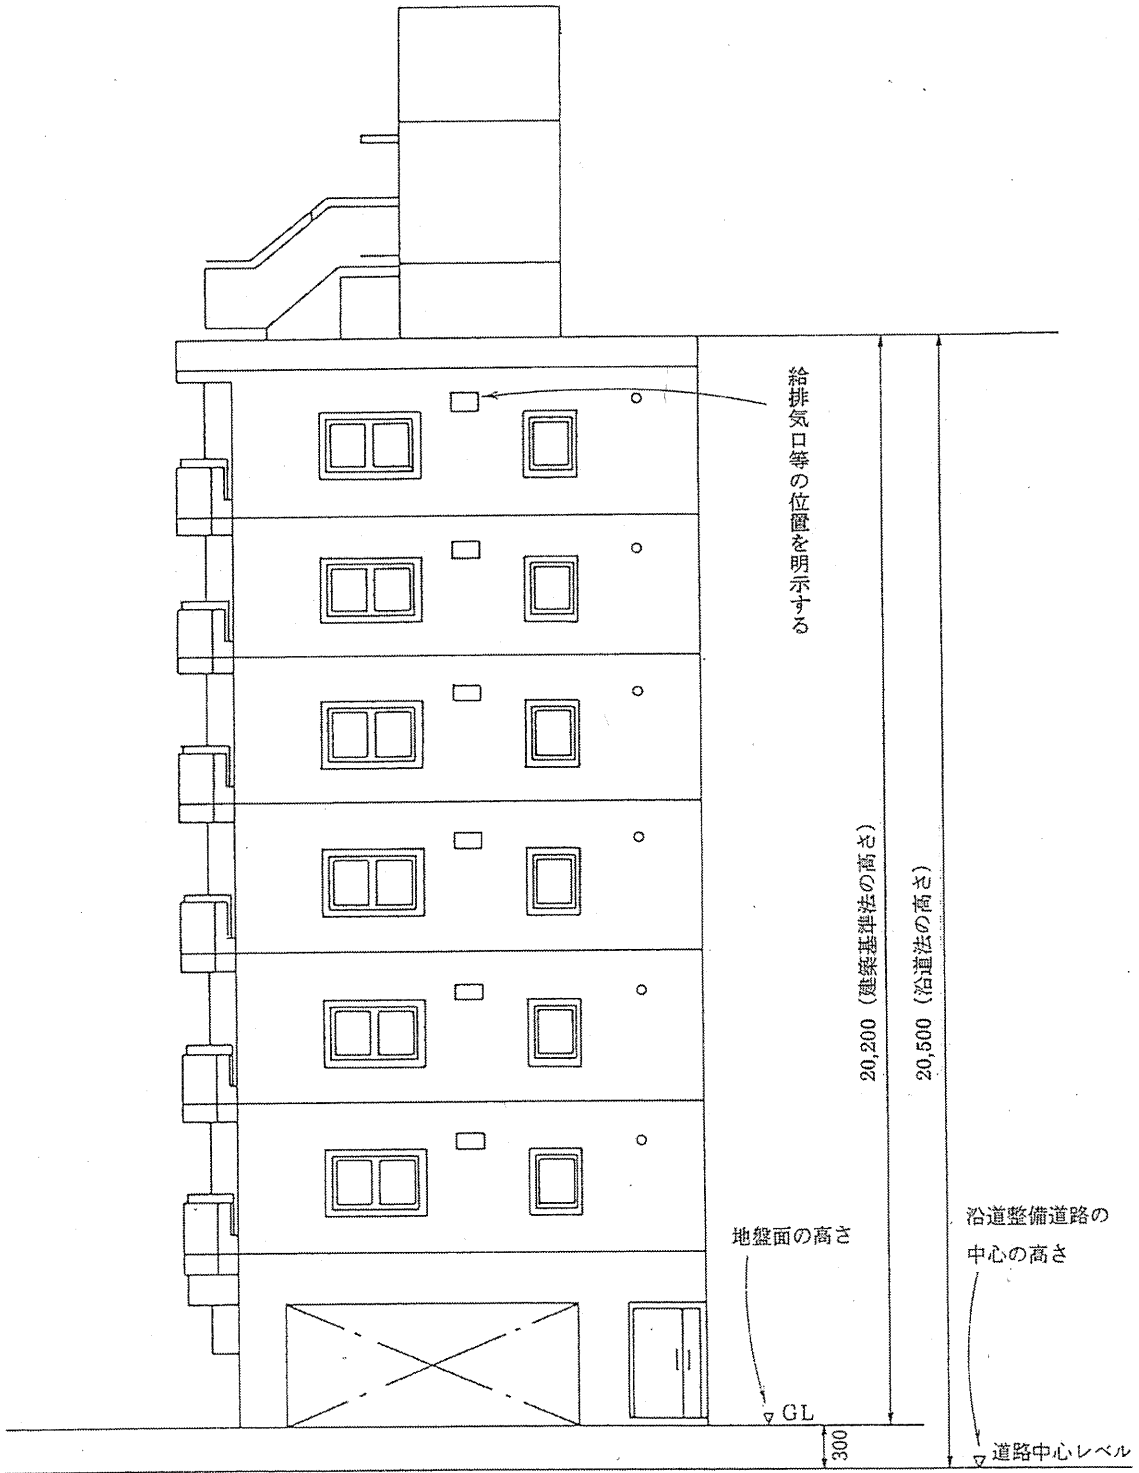 給排気口等の位置を明示する
20,200（建築基準法の高さ）
20,500（沿道法の高さ）
地盤面の高さ
沿道整備道路の
中心の高さ
GL
300
道路中心レベル